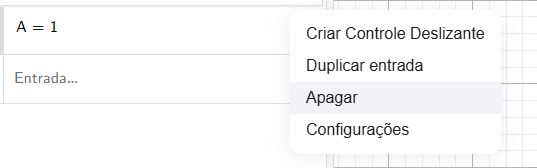 A = 1
Entrada...
Criar Controle Deslizante
Duplicar entrada
Apagar
Configurações